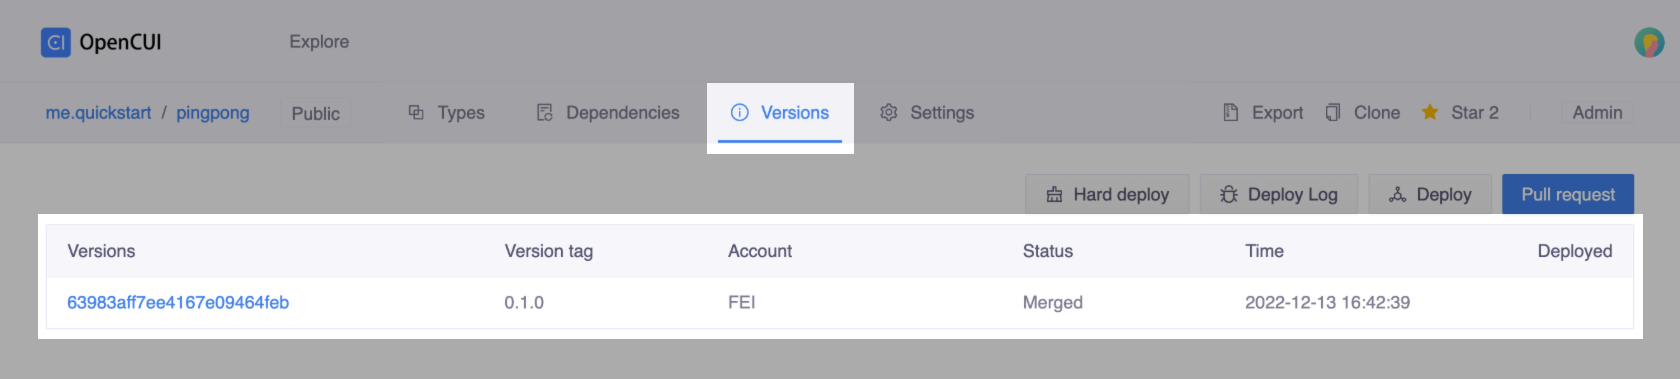 OpenCUI Explore
me.quickstart / pingpong Public Types Dependencies Versions Settings Export Clone Star 2 Admin
Hard deploy Deploy Log Deploy Pull request
Versions Version tag Account Status Time Deployed
63983aff7ee4167e09464feb 0.1.0 FEI Merged 2022-12-13 16:42:39